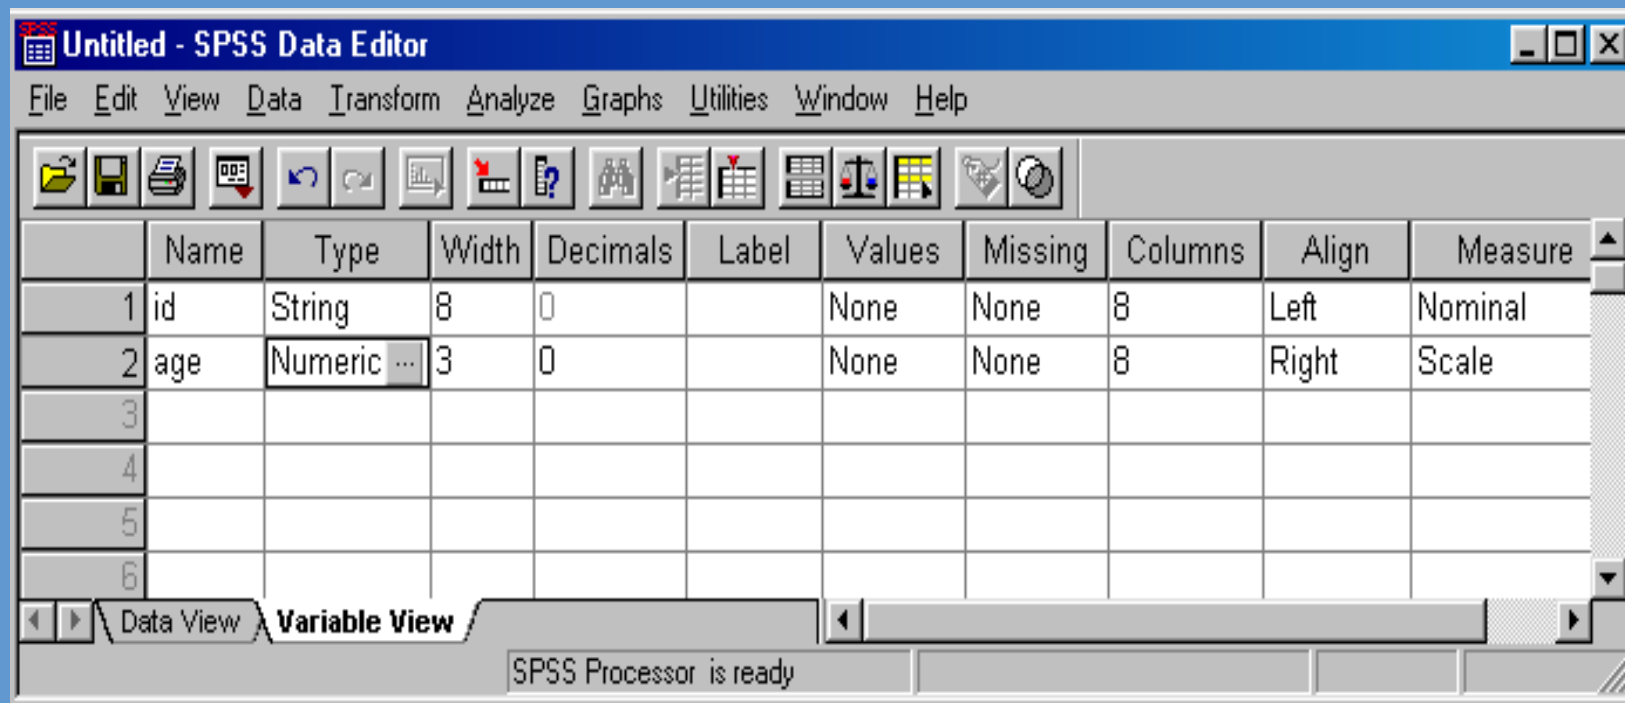 SPSS
Untitled - SPSS Data Editor
File Edit View Data Transform Analyze Graphs Utilities Window Help
Name Type Width Decimals Label Values Missing Columns Align Measure
1 id String 8 0 None None 8 Left Nominal
2 age Numeric ... 3 0 None None 8 Right Scale
3
4
5
6
Data View Variable View
SPSS Processor is ready